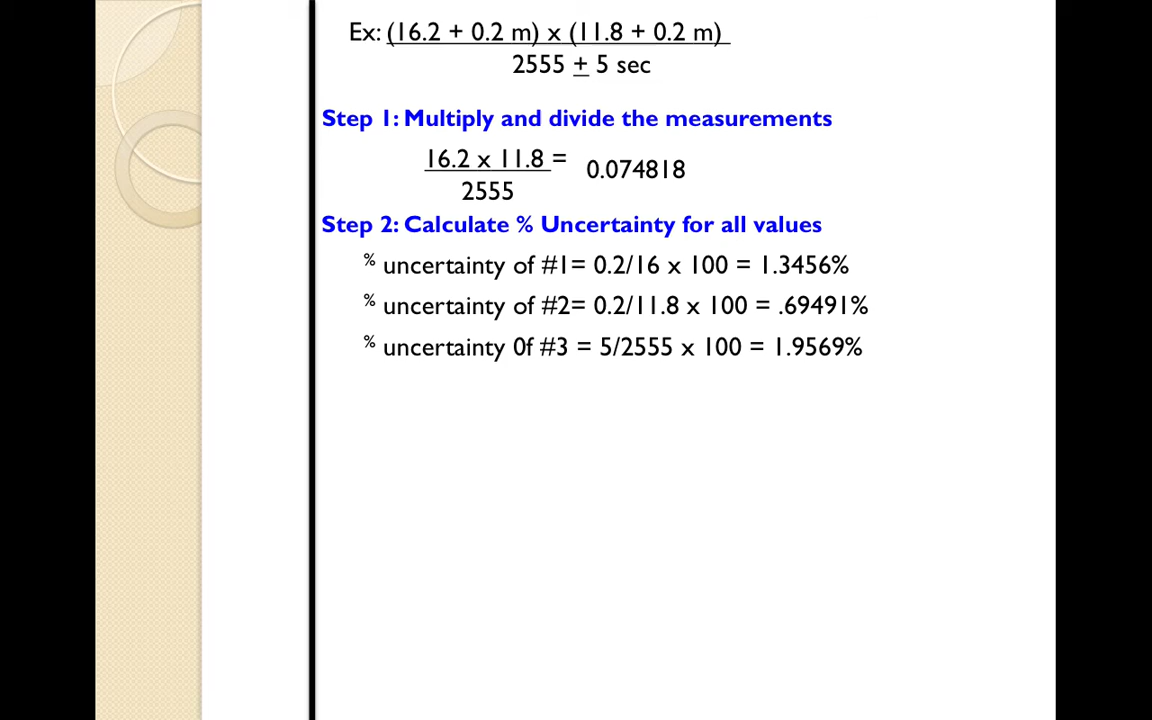 Ex: (16.2 + 0.2 m) x (11.8 + 0.2 m)
2555 ± 5 sec
Step 1: Multiply and divide the measurements
16.2 x 11.8 = 0.074818
2555
Step 2: Calculate % Uncertainty for all values
% uncertainty of #1= 0.2/16 x 100 = 1.3456%
% uncertainty of #2= 0.2/11.8 x 100 = .69491%
% uncertainty 0f #3 = 5/2555 x 100 = 1.9569%